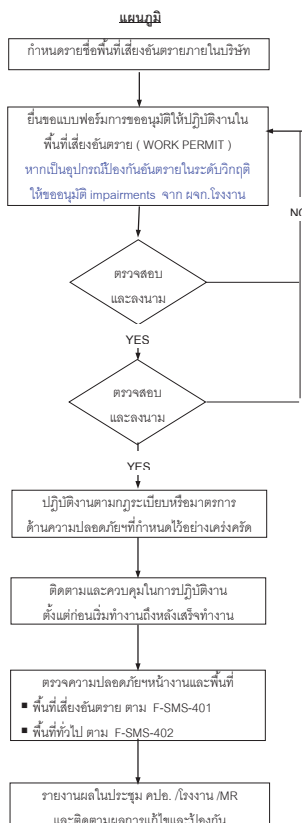 แผนภูมิ
กำหนดรายชื่อพื้นที่เสี่ยงอันตรายภายในบริษัท
ยื่นขอแบบฟอร์มการขออนุมัติให้ปฏิบัติงานใน
พื้นที่เสี่ยงอันตราย ( WORK PERMIT )
หากเป็นอุปกรณ์ป้องกันอันตรายในระดับวิกฤติ
ให้ขออนุมัติ impairments จาก ผจก.โรงงาน
NO
ตรวจสอบ
และลงนาม
YES
ตรวจสอบ
และลงนาม
YES
ปฏิบัติงานตามกฎระเบียบหรือมาตรการ
ด้านความปลอดภัยฯที่กำหนดไว้อย่างเคร่งครัด
ติดตามและควบคุมในการปฏิบัติงาน
ตั้งแต่ก่อนเริ่มทำงานถึงหลังเสร็จทำงาน
ตรวจความปลอดภัยฯหน้างานและพื้นที่
▪ พื้นที่เสี่ยงอันตราย ตาม F-SMS-401
▪ พื้นที่ทั่วไป ตาม F-SMS-402
รายงานผลในประชุม คปอ. /โรงงาน /MR
และติดตามผลการแก้ไขและป้องกัน